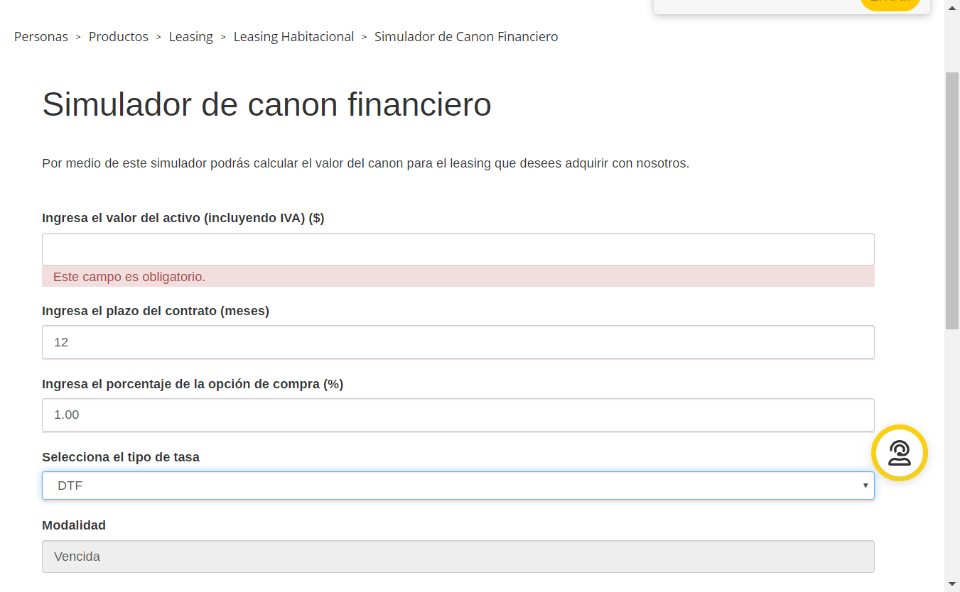 Personas > Productos > Leasing > Leasing Habitacional > Simulador de Canon Financiero
Simulador de canon financiero
Por medio de este simulador podrás calcular el valor del canon para el leasing que desees adquirir con nosotros.
Ingresa el valor del activo (incluyendo IVA) ($)
Este campo es obligatorio.
Ingresa el plazo del contrato (meses)
12
Ingresa el porcentaje de la opción de compra (%)
1.00
Selecciona el tipo de tasa
DTF
Modalidad
Vencida